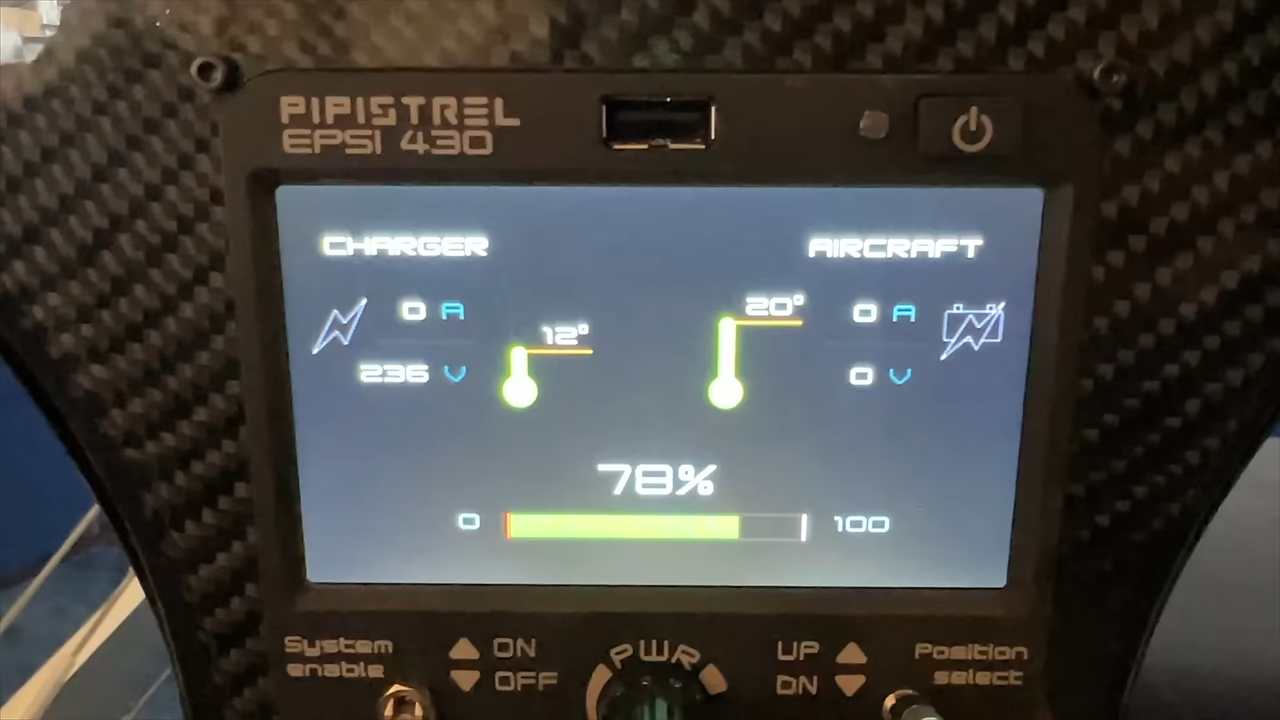 PIPISTREL
EPSI 430
CHARGER
AIRCRAFT
0 A
12°
20°
0 A
236 V
0 V
78%
0
100
System
enable
ON
OFF
PWR
UP
DN
Position
select